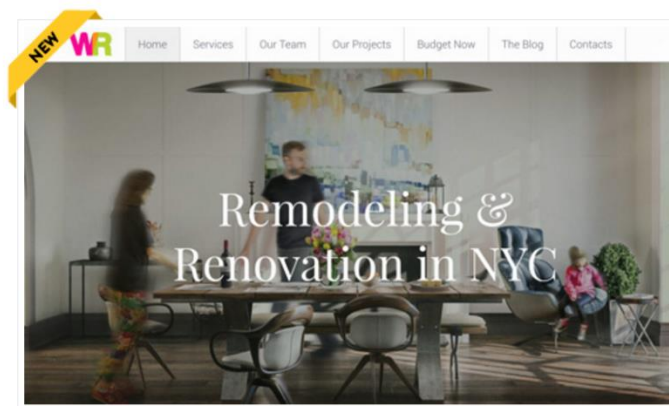 NEW
WR
Home Services Our Team Our Projects Budget Now The Blog Contacts
Remodeling &
Renovation in NYC